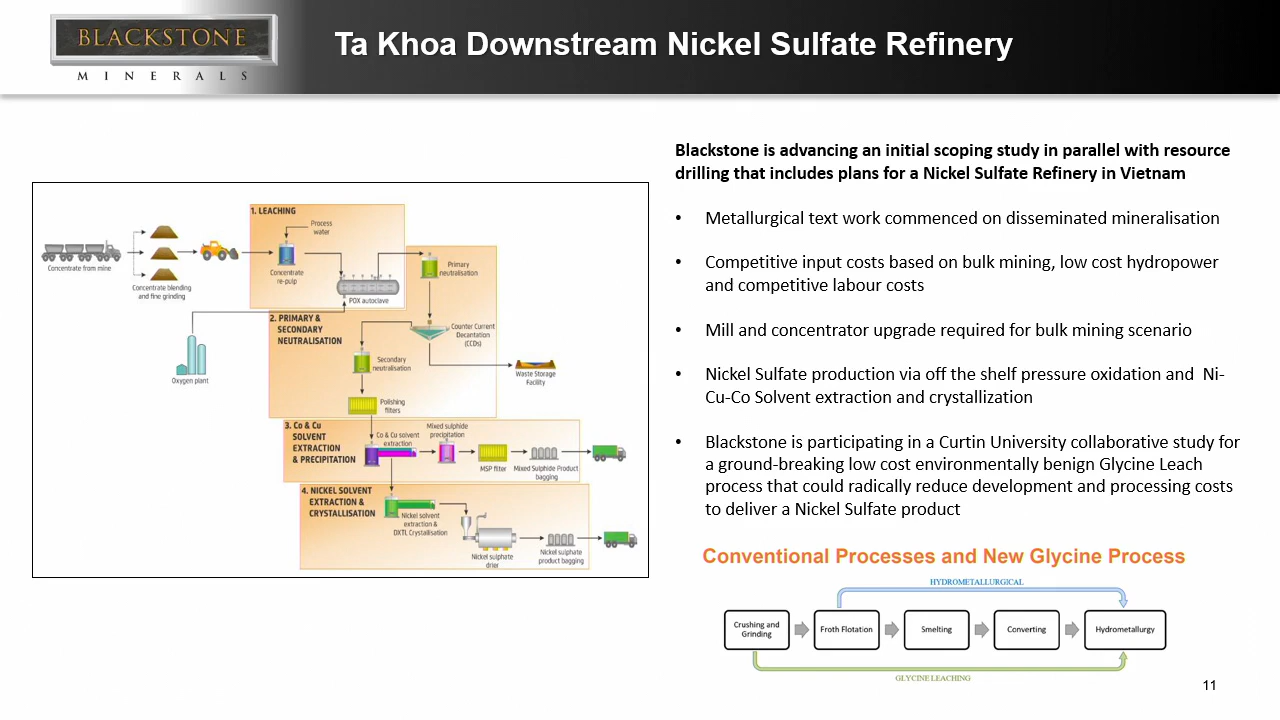 BLACKSTONE
MINERALS
Ta Khoa Downstream Nickel Sulfate Refinery
1. LEACHING
Process
water
Concentrate from mine
Concentrate blending
and fine grinding
Concentrate
re-pulp
POX autoclave
Primary
neutralisation
2. PRIMARY &
SECONDARY
NEUTRALISATION
Counter Current
Decantation
(CCDs)
Oxygen plant
Secondary
neutralisation
Waste Storage
Facility
Polishing
filters
3. Co & Cu
SOLVENT
EXTRACTION
& PRECIPITATION
Co & Cu solvent
extraction
Mixed sulphide
precipitation
MSP filter
Mixed Sulphide Product
bagging
4. NICKEL SOLVENT
EXTRACTION &
CRYSTALLISATION
Nickel solvent
extraction &
DXTL Crystallisation
Nickel sulphate
drier
Nickel sulphate
product bagging
Blackstone is advancing an initial scoping study in parallel with resource
drilling that includes plans for a Nickel Sulfate Refinery in Vietnam
• Metallurgical text work commenced on disseminated mineralisation
• Competitive input costs based on bulk mining, low cost hydropower
and competitive labour costs
• Mill and concentrator upgrade required for bulk mining scenario
• Nickel Sulfate production via off the shelf pressure oxidation and Ni-
Cu-Co Solvent extraction and crystallization
• Blackstone is participating in a Curtin University collaborative study for
a ground-breaking low cost environmentally benign Glycine Leach
process that could radically reduce development and processing costs
to deliver a Nickel Sulfate product
Conventional Processes and New Glycine Process
HYDROMETALLURGICAL
Crushing and
Grinding
Froth Flotation
Smelting
Converting
Hydrometallurgy
GLYCINE LEACHING
11